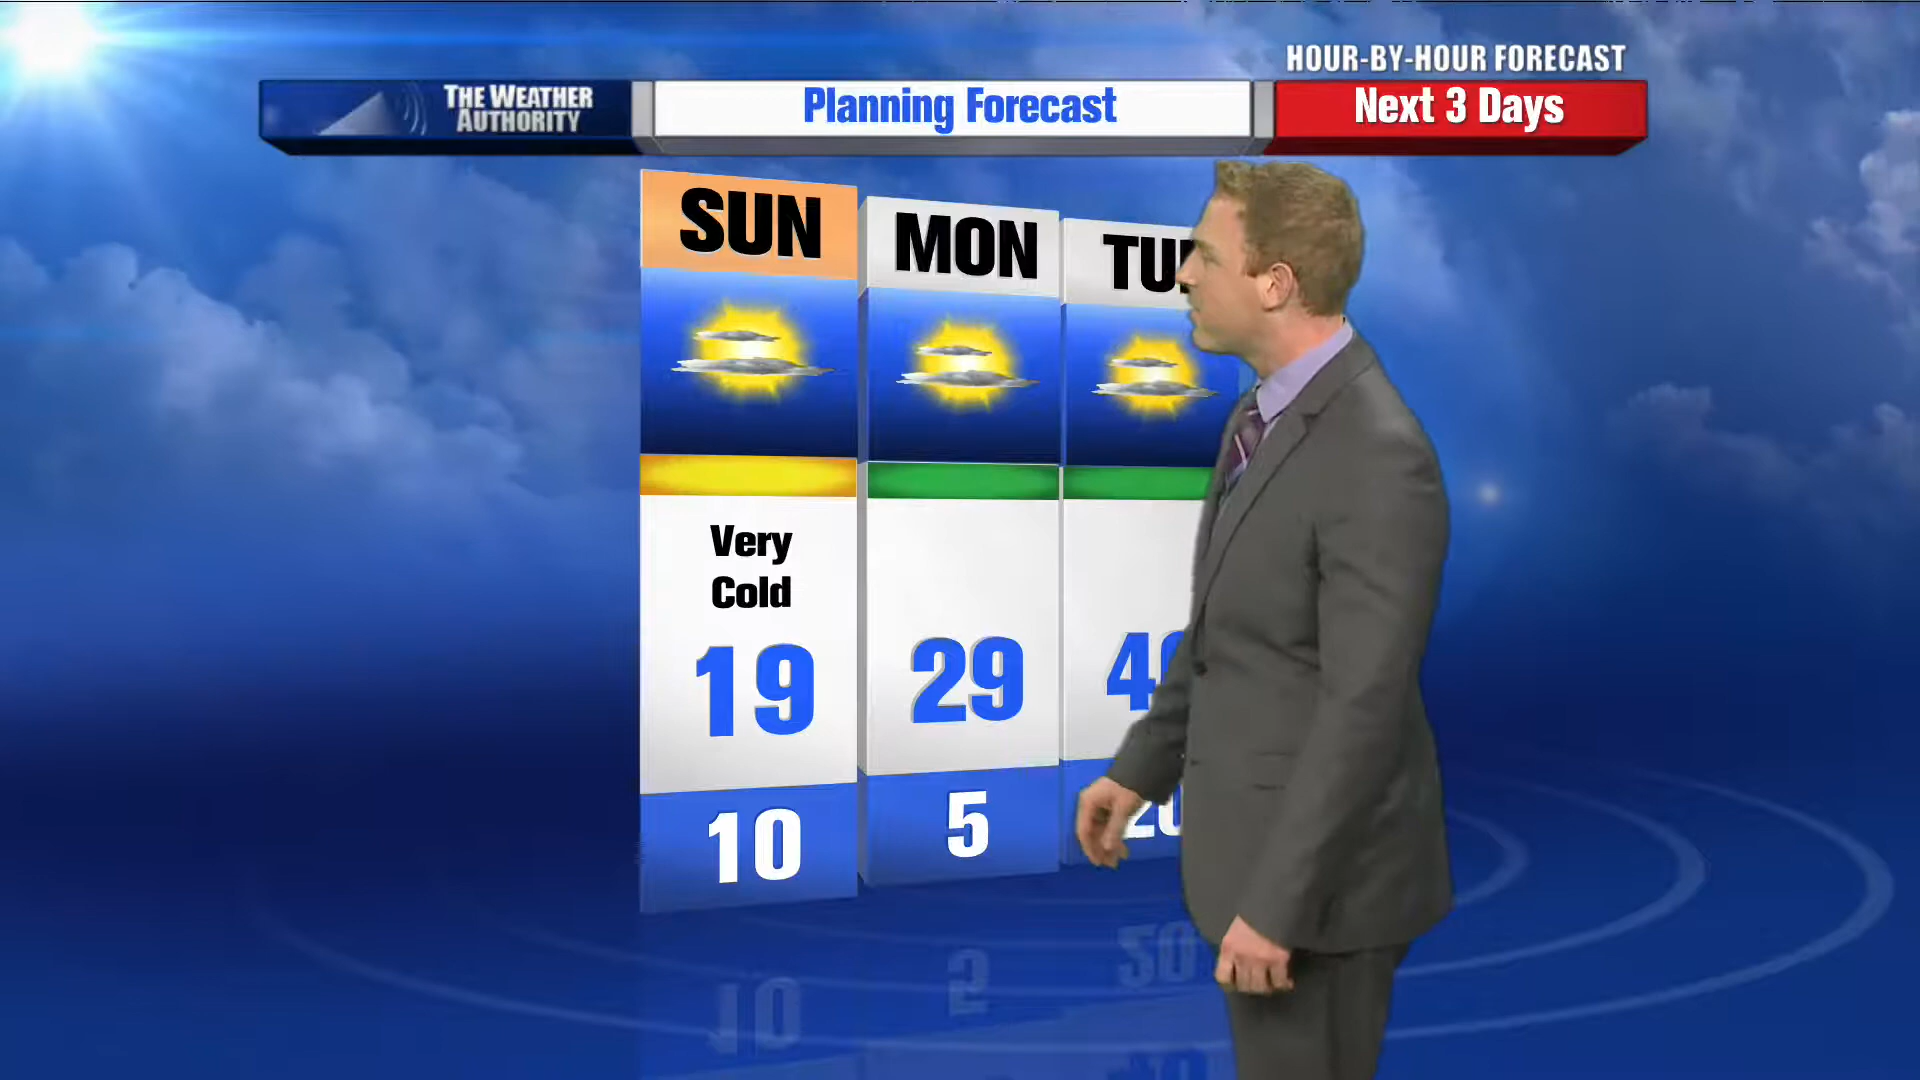 HOUR-BY-HOUR FORECAST
THE WEATHER
AUTHORITY
Planning Forecast
Next 3 Days
SUN
MON
Very
Cold
19
29
10
5
20